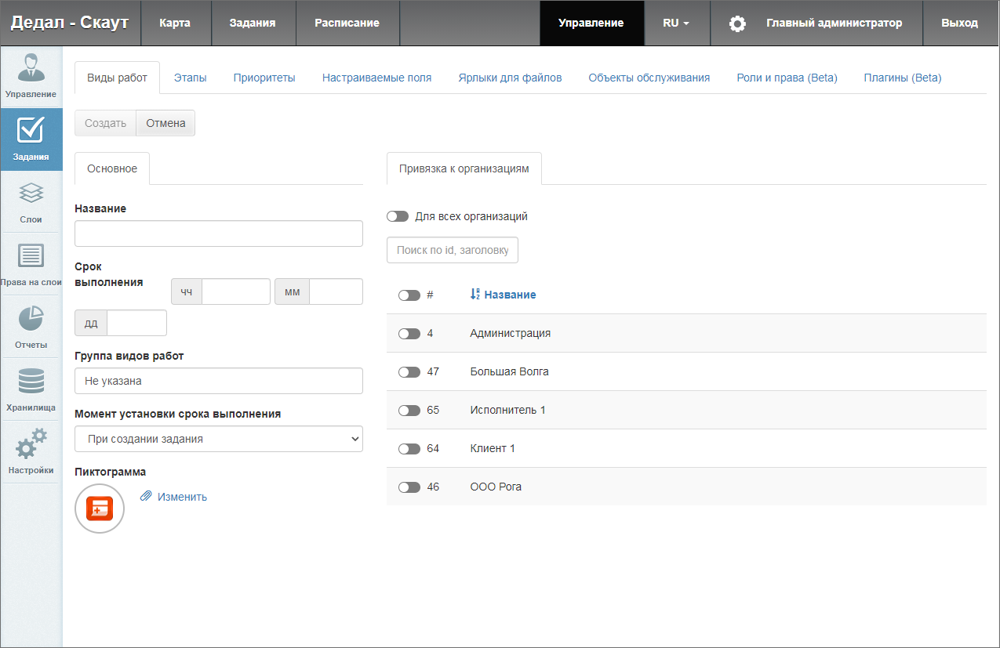 Дедал - Скаут
Карта
Задания
Расписание
Управление
RU
Главный администратор
Выход
Управление
Задания
Слои
Права на слои
Отчеты
Хранилища
Настройки
Виды работ
Этапы
Приоритеты
Настраиваемые поля
Ярлыки для файлов
Объекты обслуживания
Роли и права (Beta)
Плагины (Beta)
Создать
Отмена
Основное
Название
Срок
выполнения
чч
мм
дд
Группа видов работ
Не указана
Момент установки срока выполнения
При создании задания
Пиктограмма
Изменить
Привязка к организациям
Для всех организаций
Поиск по id, заголовку
# Название
4 Администрация
47 Большая Волга
65 Исполнитель 1
64 Клиент 1
46 ООО Рога